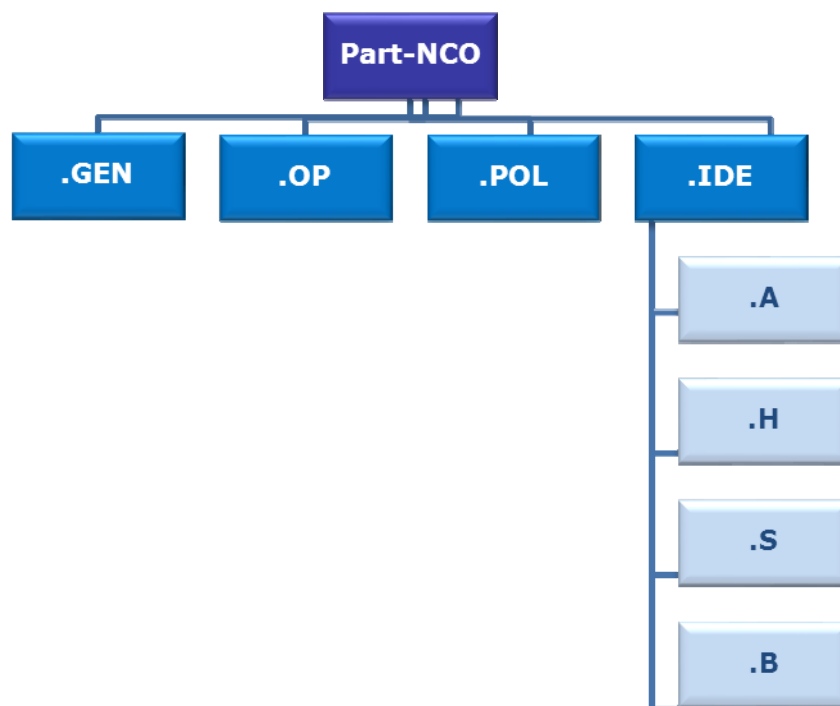 Part-NCO
.GEN
.OP
.POL
.IDE
.A
.H
.S
.B